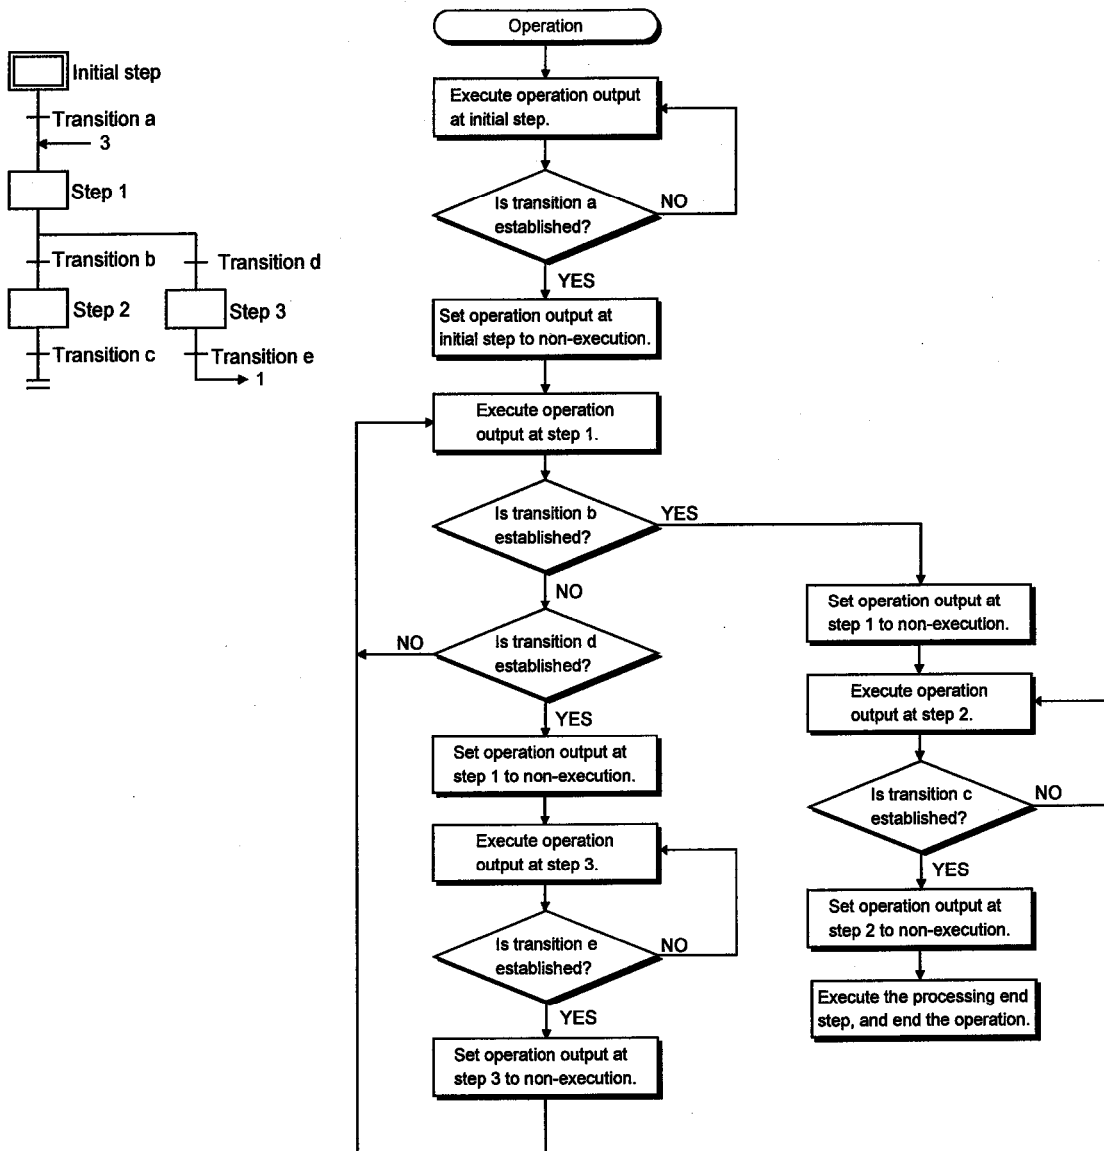 Initial step
Transition a
3
Step 1
Transition b
Transition d
Step 2
Step 3
Transition c
Transition e
1
Operation
Execute operation output
at initial step.
Is transition a
established?
NO
YES
Set operation output at
initial step to non-execution.
Execute operation
output at step 1.
Is transition b
established?
YES
NO
Is transition d
established?
NO
YES
Set operation output at
step 1 to non-execution.
Execute operation
output at step 3.
Is transition e
established?
NO
YES
Set operation output at
step 3 to non-execution.
Set operation output at
step 1 to non-execution.
Execute operation
output at step 2.
Is transition c
established?
NO
YES
Set operation output at
step 2 to non-execution.
Execute the processing end
step, and end the operation.